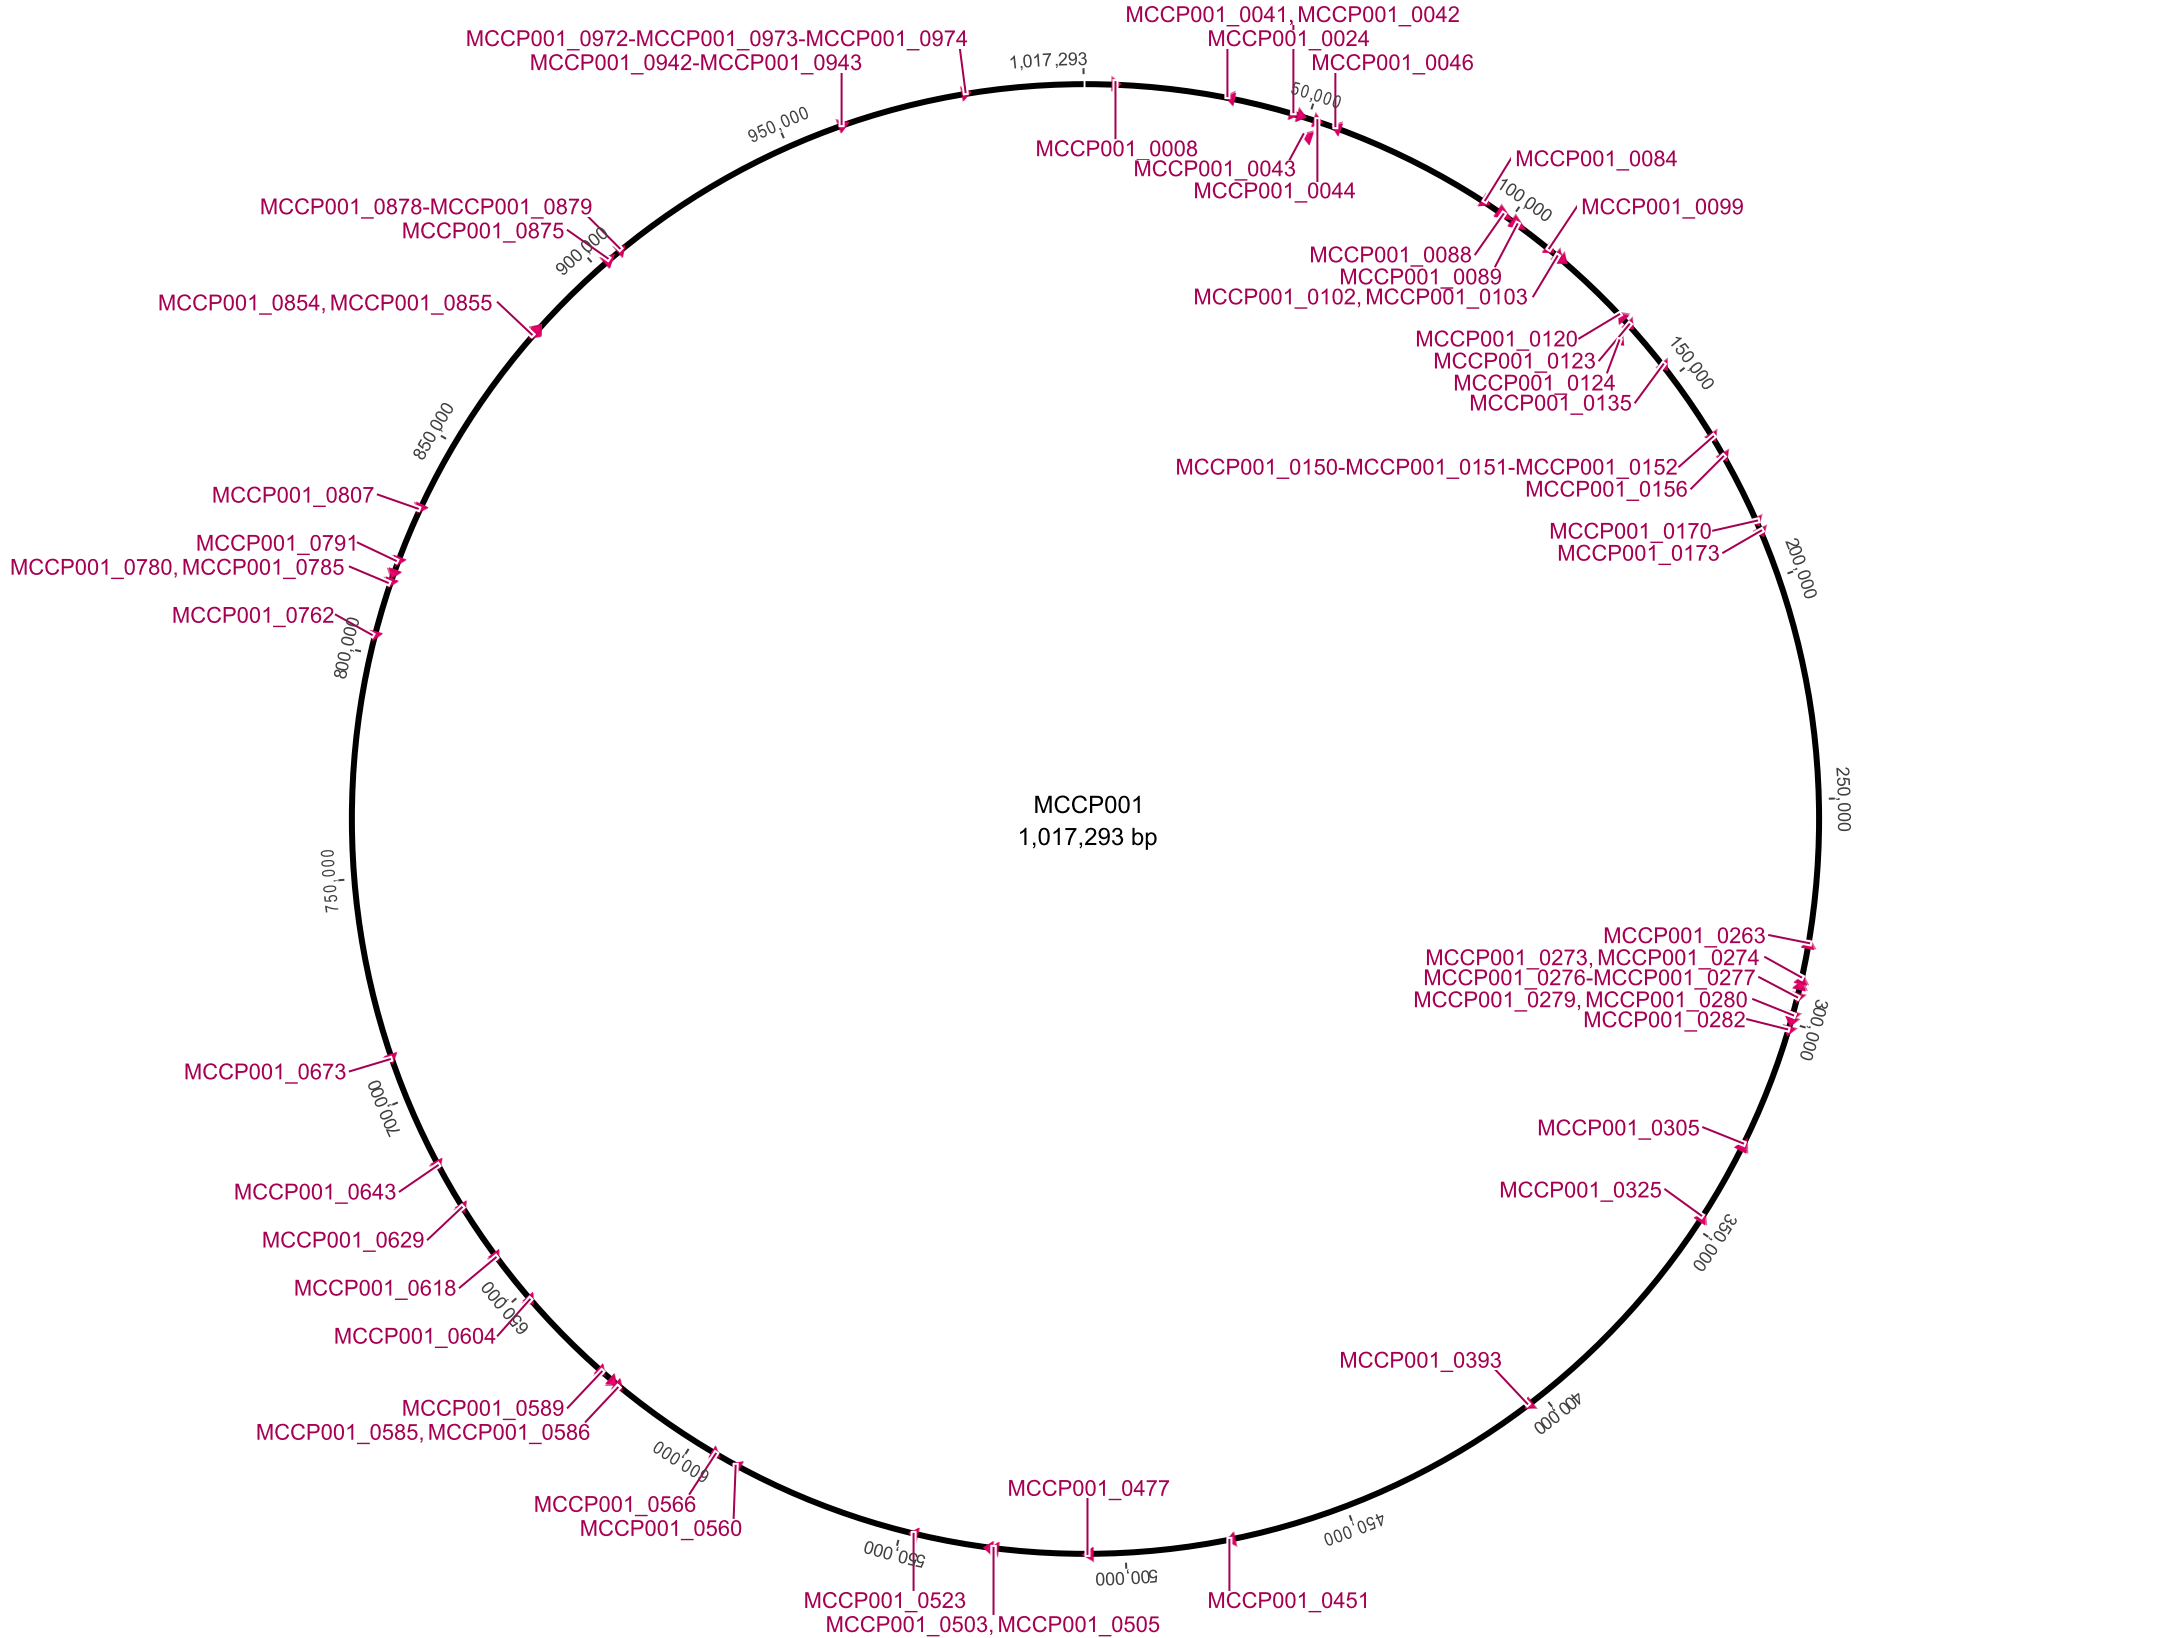 MCCP001_0041, MCCP001_0042
MCCP001_0972-MCCP001_0973-MCCP001_0974
MCCP001_0024
MCCP001_0942-MCCP001_0943
1,017,293
MCCP001_0046
50,000
950,000
MCCP001_0008
MCCP001_0043
MCCP001_0044
MCCP001_0084
100,000
MCCP001_0878-MCCP001_0879
MCCP001_0099
MCCP001_0875
900,000
MCCP001_0088
MCCP001_0089
MCCP001_0102, MCCP001_0103
MCCP001_0854, MCCP001_0855
MCCP001_0120
MCCP001_0123
150,000
MCCP001_0124
MCCP001_0135
850,000
MCCP001_0150-MCCP001_0151-MCCP001_0152
MCCP001_0156
MCCP001_0807
MCCP001_0170
MCCP001_0791
MCCP001_0173
MCCP001_0780, MCCP001_0785
200,000
MCCP001_0762
800,000
MCCP001
1,017,293 bp
250,000
750,000
MCCP001_0263
MCCP001_0273, MCCP001_0274
MCCP001_0276-MCCP001_0277
MCCP001_0279, MCCP001_0280
MCCP001_0282
300,000
MCCP001_0673
700,000
MCCP001_0305
MCCP001_0643
MCCP001_0325
MCCP001_0629
350,000
MCCP001_0618
650,000
MCCP001_0604
MCCP001_0393
MCCP001_0589
400,000
MCCP001_0585, MCCP001_0586
600,000
MCCP001_0477
MCCP001_0566
MCCP001_0560
450,000
550,000
500,000
MCCP001_0523
MCCP001_0451
MCCP001_0503, MCCP001_0505